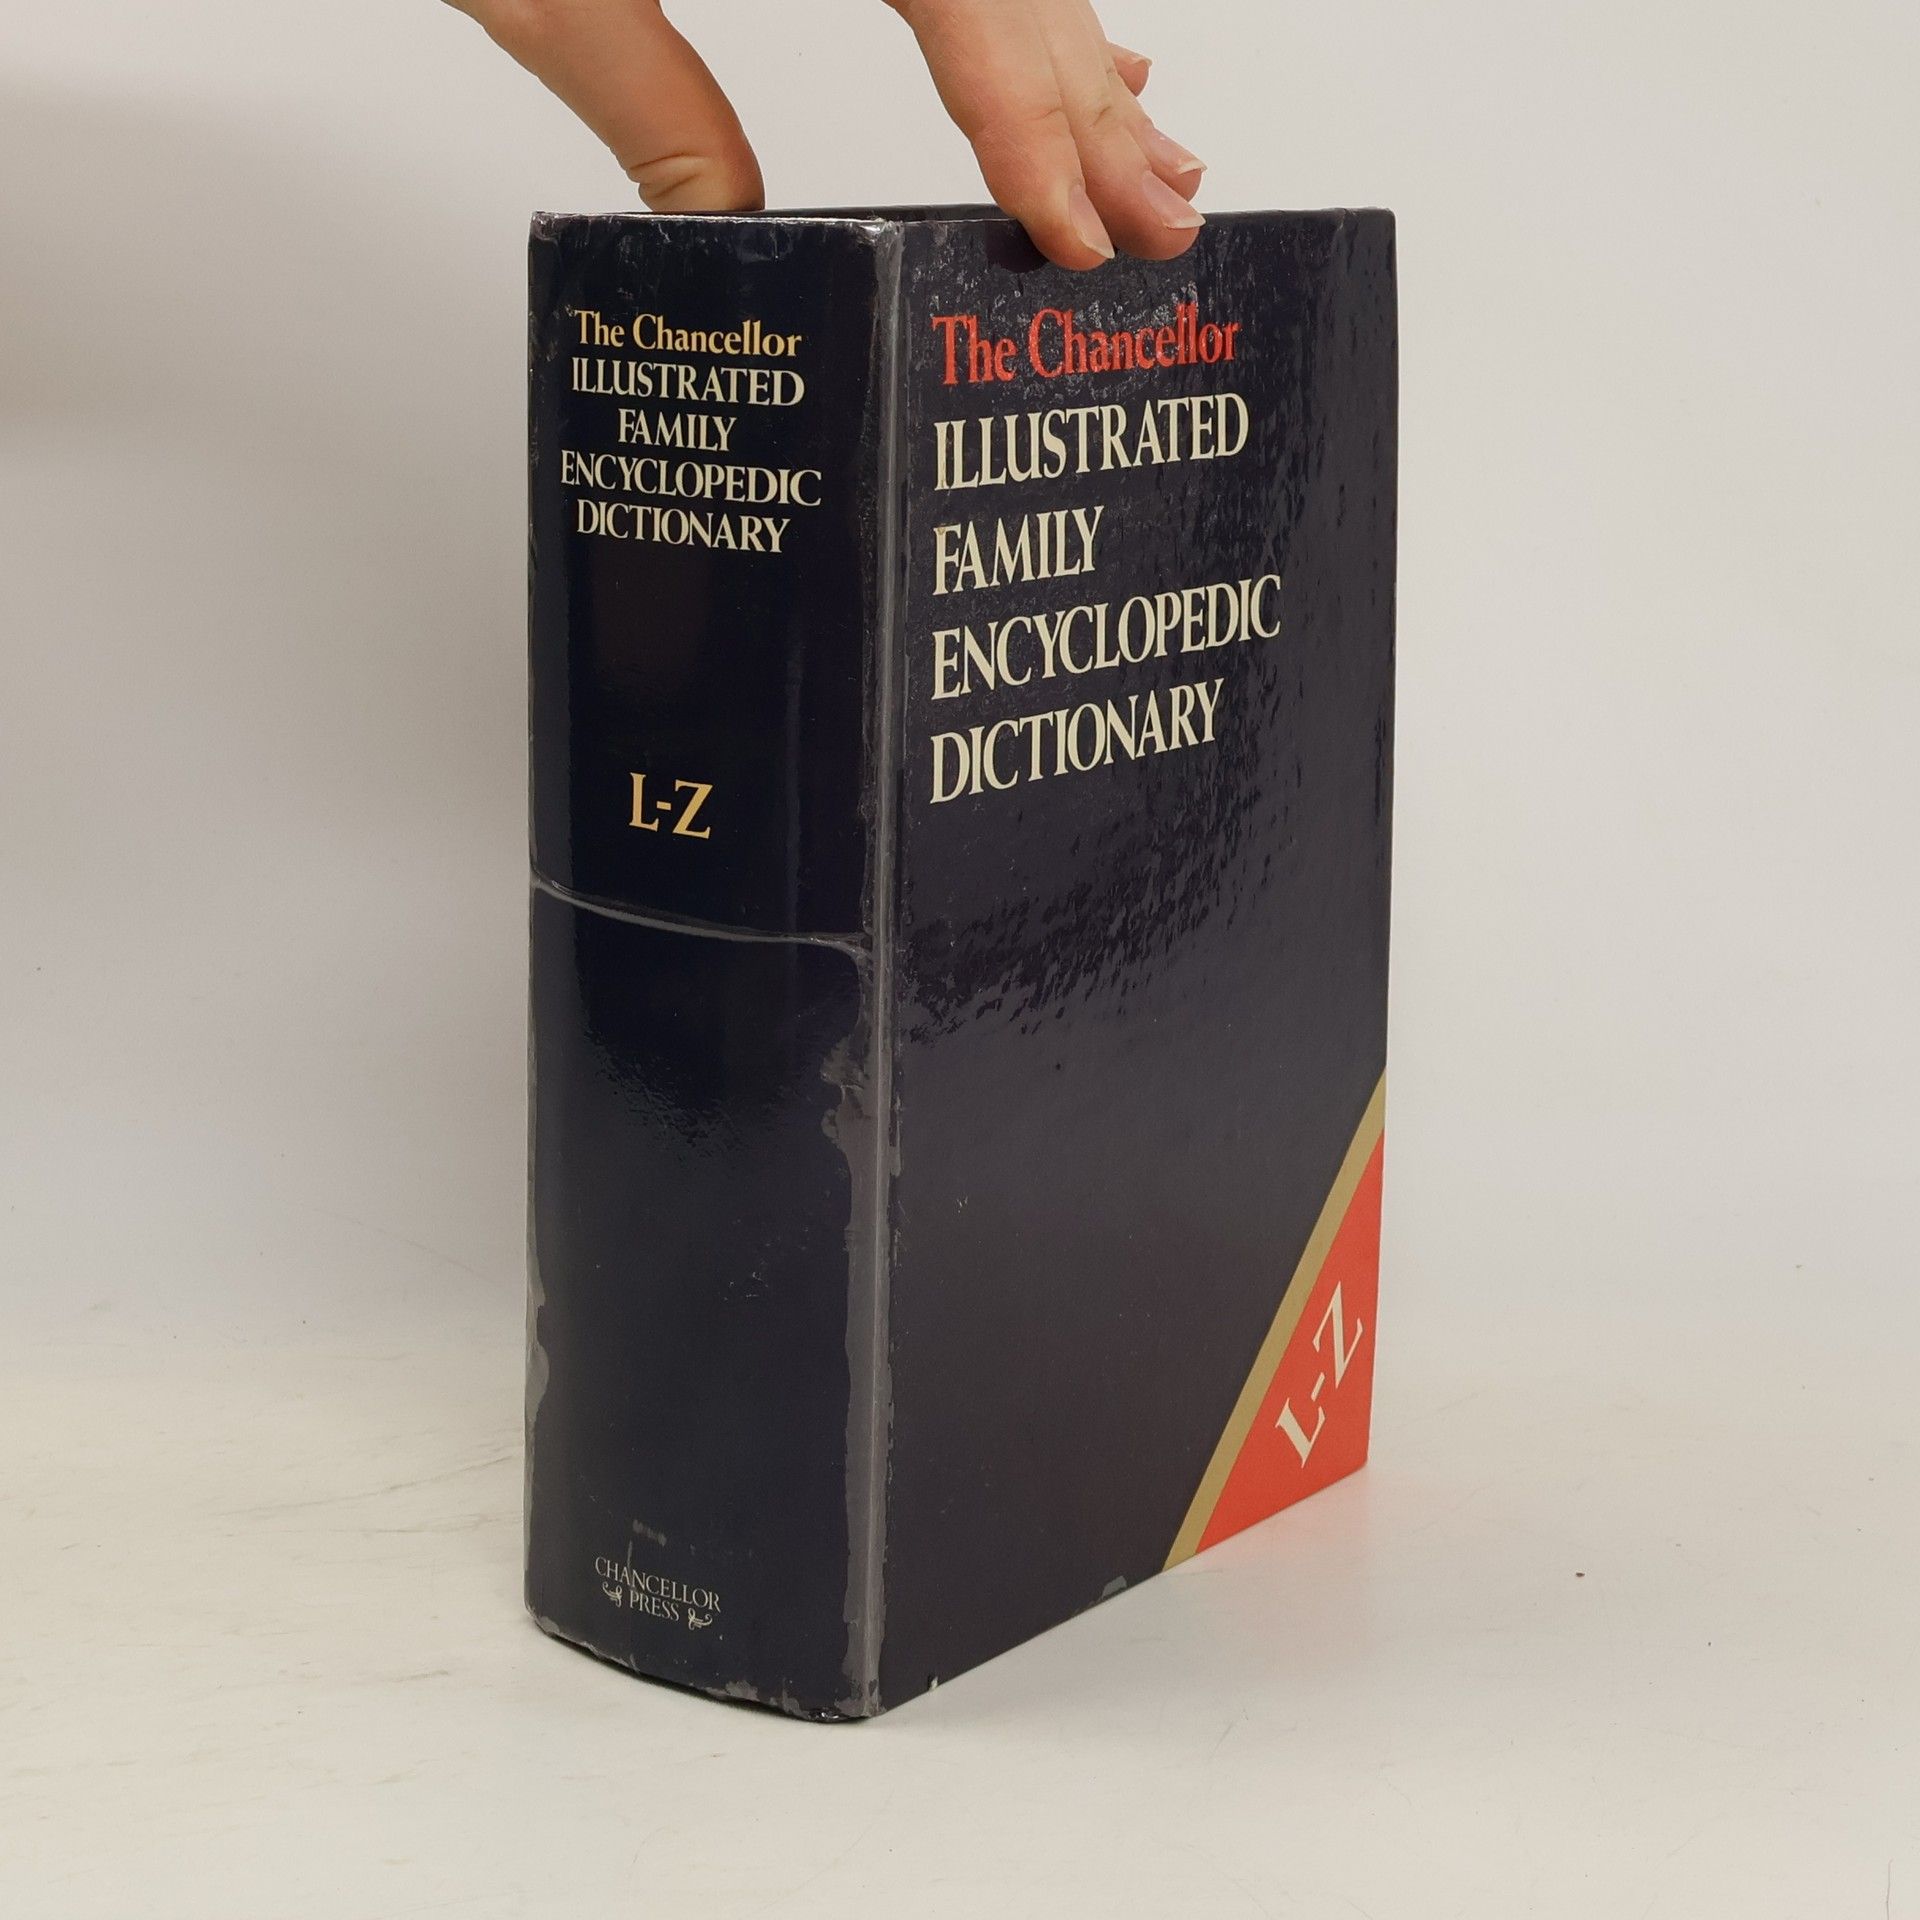 The Chancellor
ILLUSTRATED
FAMILY
ENCYCLOPEDIC
DICTIONARY
L-Z
CHANCELLOR
PRESS
The Chancellor
ILLUSTRATED
FAMILY
ENCYCLOPEDIC
DICTIONARY
L-Z